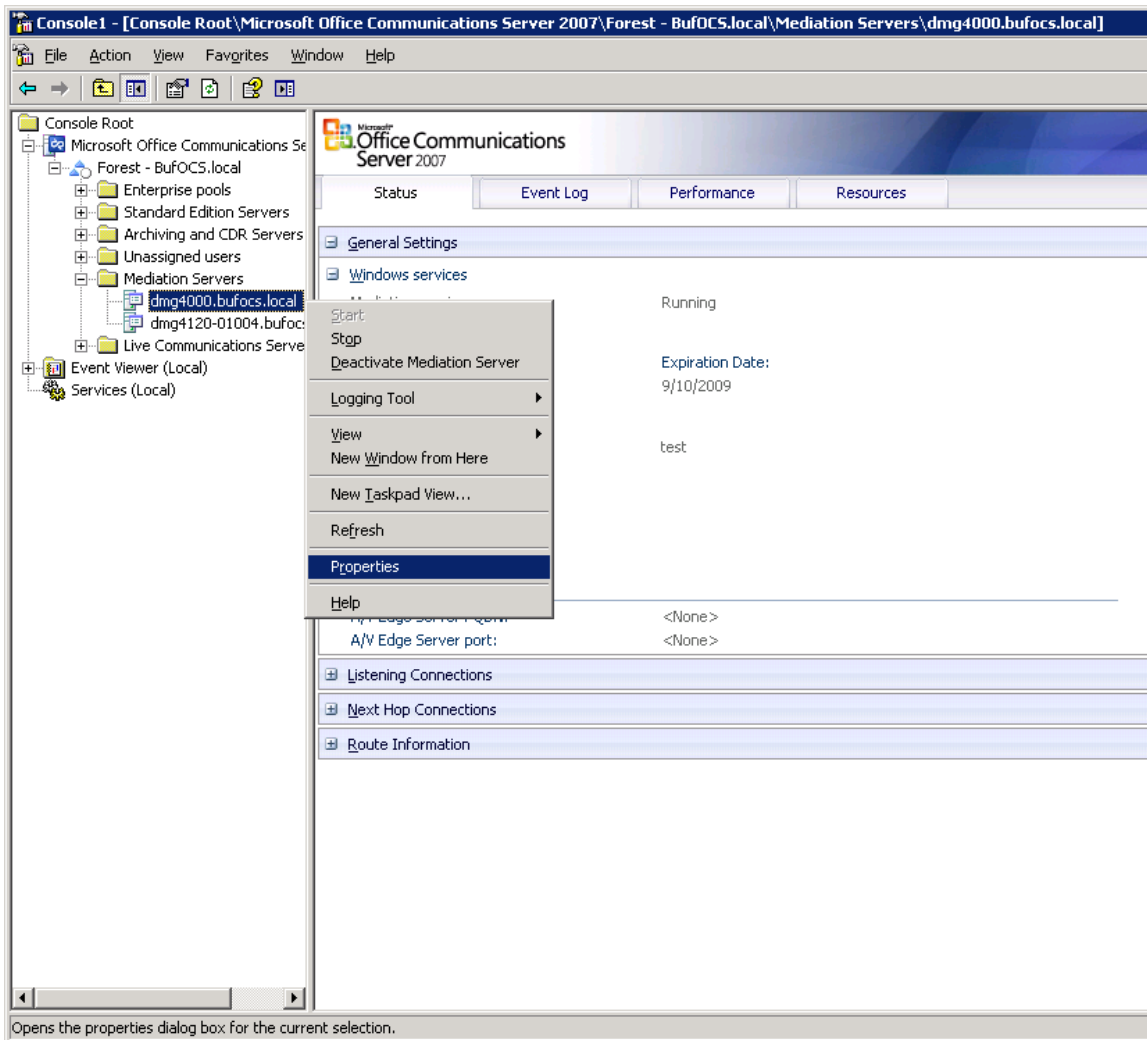 Console1 - [Console Root\Microsoft Office Communications Server 2007\Forest - BufOCS.local\Mediation Servers\dmg4000.bufocs.local]
File Action View Favorites Window Help
Console Root
Microsoft Office Communications Se
Forest - BufOCS.local
Enterprise pools
Standard Edition Servers
Archiving and CDR Servers
Unassigned users
Mediation Servers
dmg4000.bufocs.local
dmg4120-01004.bufoc
Live Communications Serve
Event Viewer (Local)
Services (Local)
Microsoft
Office Communications
Server 2007
Status Event Log Performance Resources
General Settings
Windows services
Running
Expiration Date:
9/10/2009
test
Start
Stop
Deactivate Mediation Server
Logging Tool
View
New Window from Here
New Taskpad View...
Refresh
Properties
Help
<None>
A/V Edge Server port: <None>
Listening Connections
Next Hop Connections
Route Information
Opens the properties dialog box for the current selection.